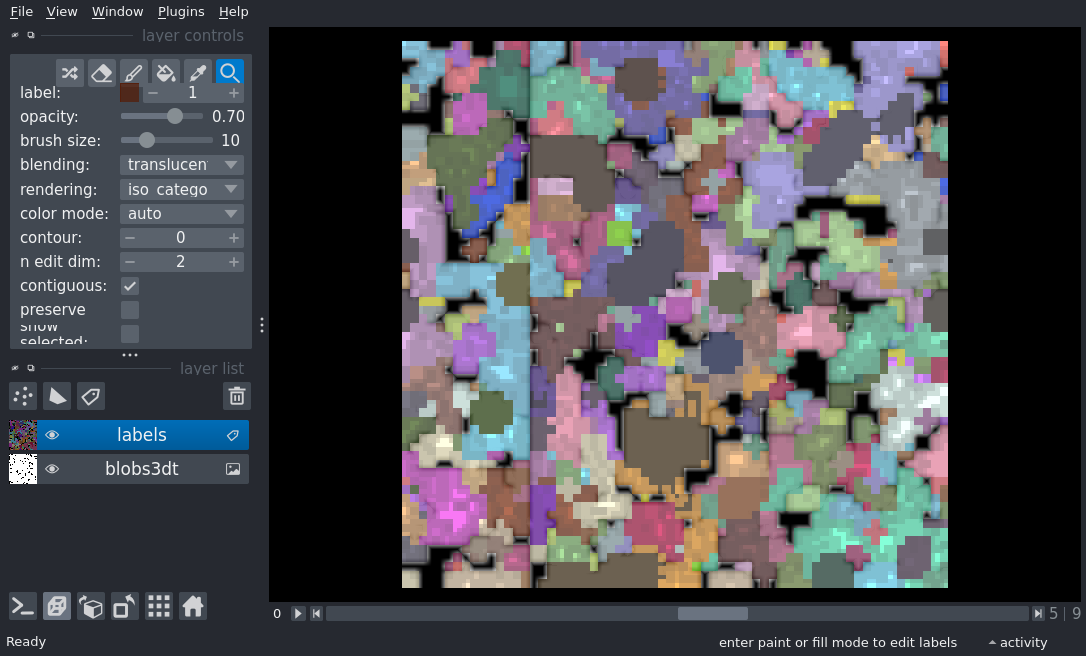 File View Window Plugins Help
layer controls
label: 1
opacity: 0.70
brush size: 10
blending: translucen
rendering: iso_catego
color mode: auto
contour: 0
n edit dim: 2
contiguous:
preserve
show
selected:
layer list
labels
blobs3dt
0 5 | 9
Ready enter paint or fill mode to edit labels activity